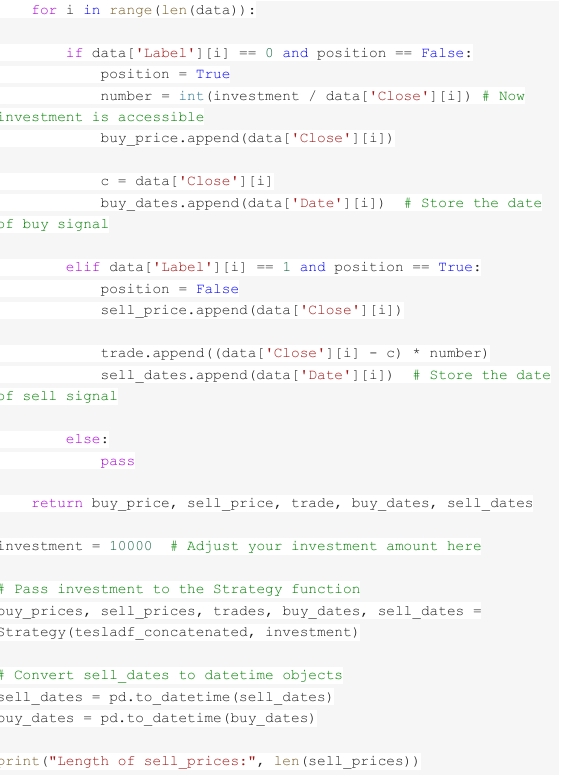 for i in range(len(data)):
        if data['Label'][i] == 0 and position == False:
            position = True
            number = int(investment / data['Close'][i]) # Now
investment is accessible
            buy_price.append(data['Close'][i])
            c = data['Close'][i]
            buy_dates.append(data['Date'][i])  # Store the date
of buy signal
        elif data['Label'][i] == 1 and position == True:
            position = False
            sell_price.append(data['Close'][i])
            trade.append((data['Close'][i] - c) * number)
            sell_dates.append(data['Date'][i])  # Store the date
of sell signal
        else:
            pass
    return buy_price, sell_price, trade, buy_dates, sell_dates
investment = 10000  # Adjust your investment amount here
# Pass investment to the Strategy function
buy_prices, sell_prices, trades, buy_dates, sell_dates =
Strategy(tesladf_concatenated, investment)
# Convert sell_dates to datetime objects
sell_dates = pd.to_datetime(sell_dates)
buy_dates = pd.to_datetime(buy_dates)
print("Length of sell_prices:", len(sell_prices))